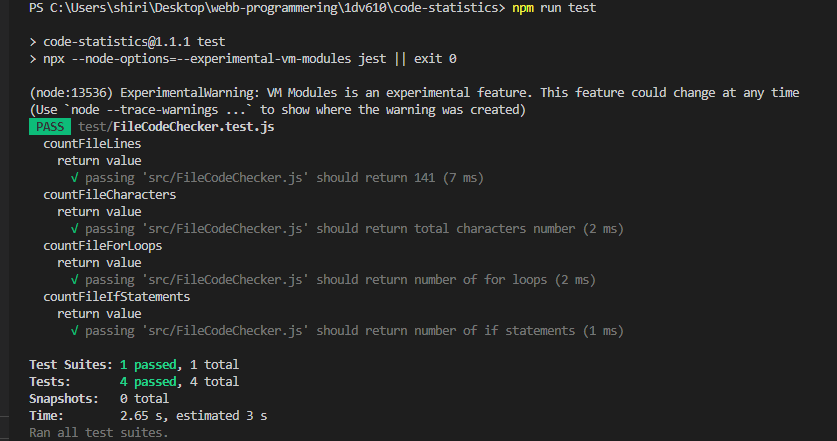 PS C:\Users\shiri\Desktop\webb-programmering\1dv610\code-statistics> npm run test
> code-statistics@1.1.1 test
> npx --node-options=--experimental-vm-modules jest || exit 0
(node:13536) ExperimentalWarning: VM Modules is an experimental feature. This feature could change at any time
(Use `node --trace-warnings ...` to show where the warning was created)
PASS test/FileCodeChecker.test.js
countFileLines
return value
√ passing 'src/FileCodeChecker.js' should return 141 (7 ms)
countFileCharacters
return value
√ passing 'src/FileCodeChecker.js' should return total characters number (2 ms)
countFileForLoops
return value
√ passing 'src/FileCodeChecker.js' should return number of for loops (2 ms)
countFileIfStatements
return value
√ passing 'src/FileCodeChecker.js' should return number of if statements (1 ms)
Test Suites: 1 passed, 1 total
Tests: 4 passed, 4 total
Snapshots: 0 total
Time: 2.65 s, estimated 3 s
Ran all test suites.